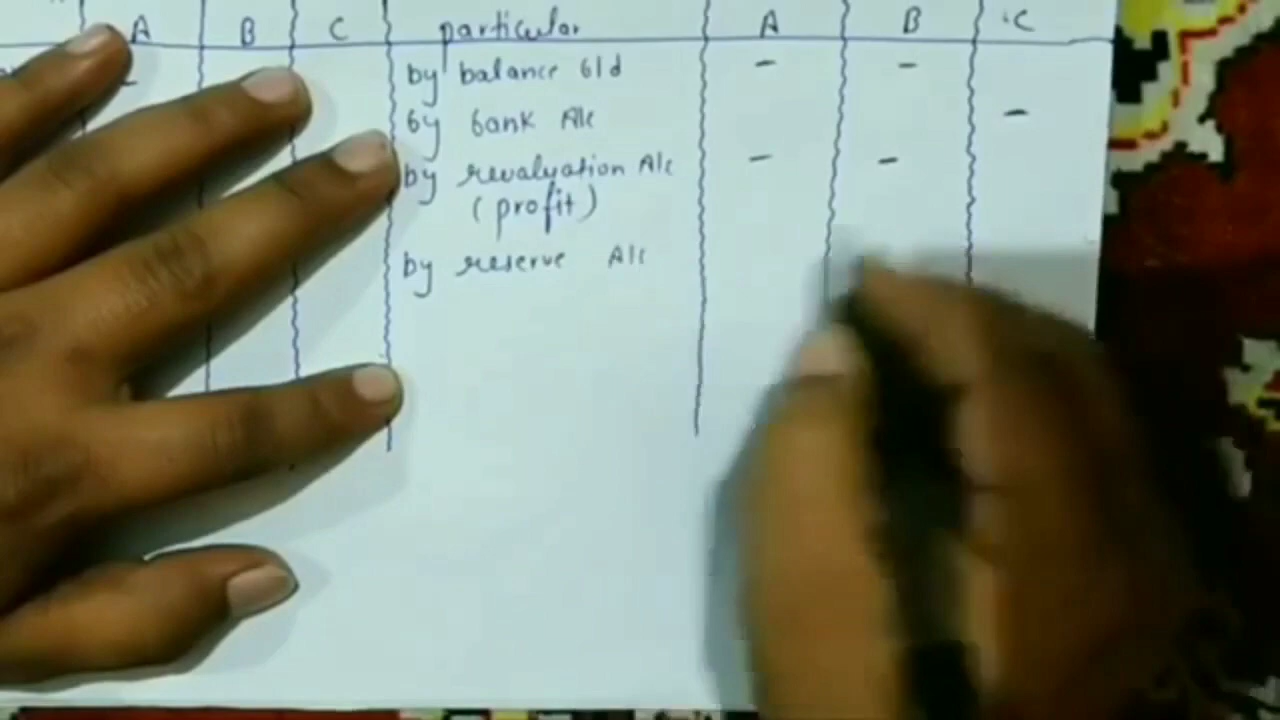 A B C particular A B C
by balance b/d - -
by bank A/c -
by revaluation A/c - -
(profit)
by reserve A/c